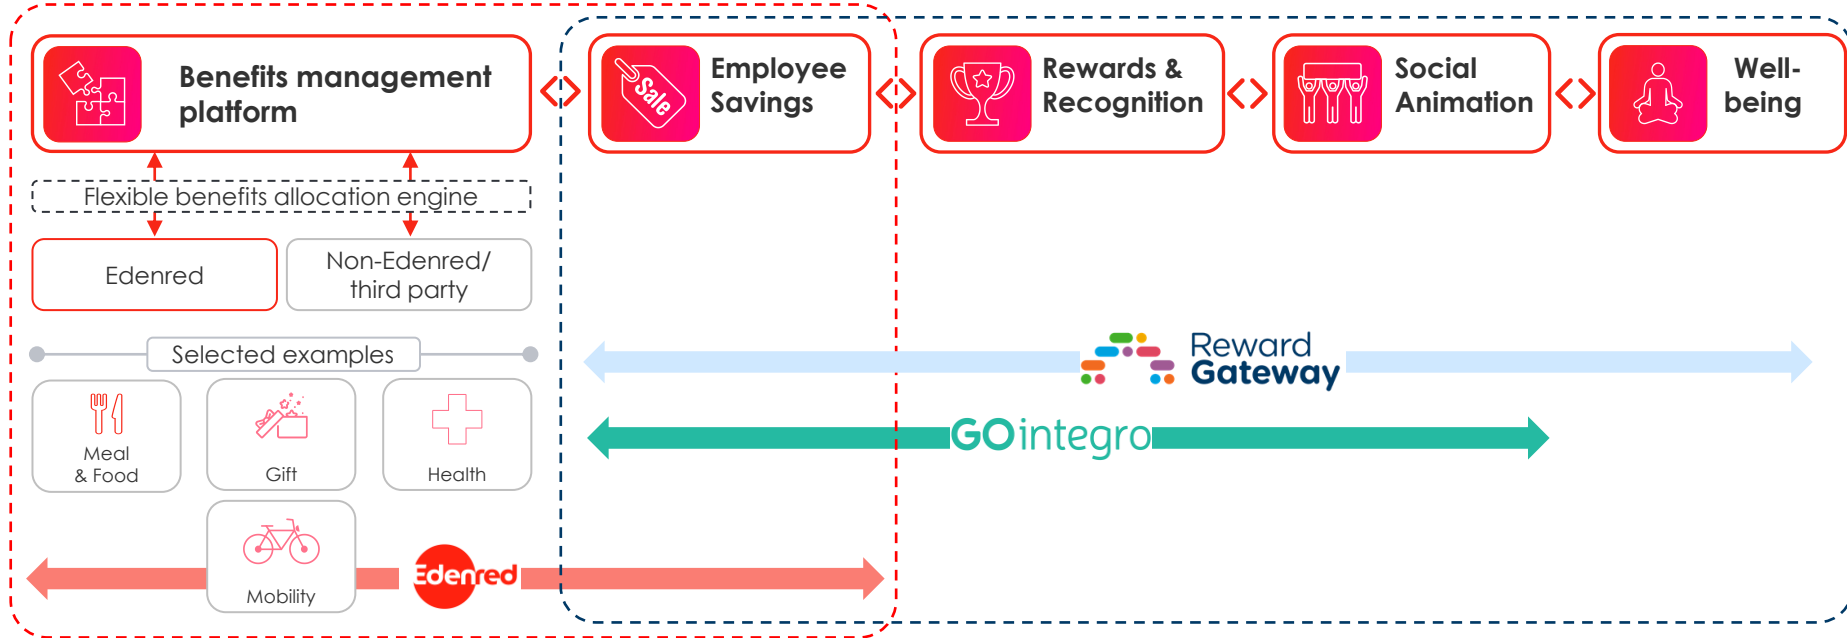 Benefits management
platform
Sale
Employee
Savings
Rewards &
Recognition
Social
Animation
Well-
being
Flexible benefits allocation engine
Edenred
Non-Edenred/
third party
Selected examples
Meal
& Food
Gift
Health
Mobility
Reward
Gateway
GOintegro
Edenred